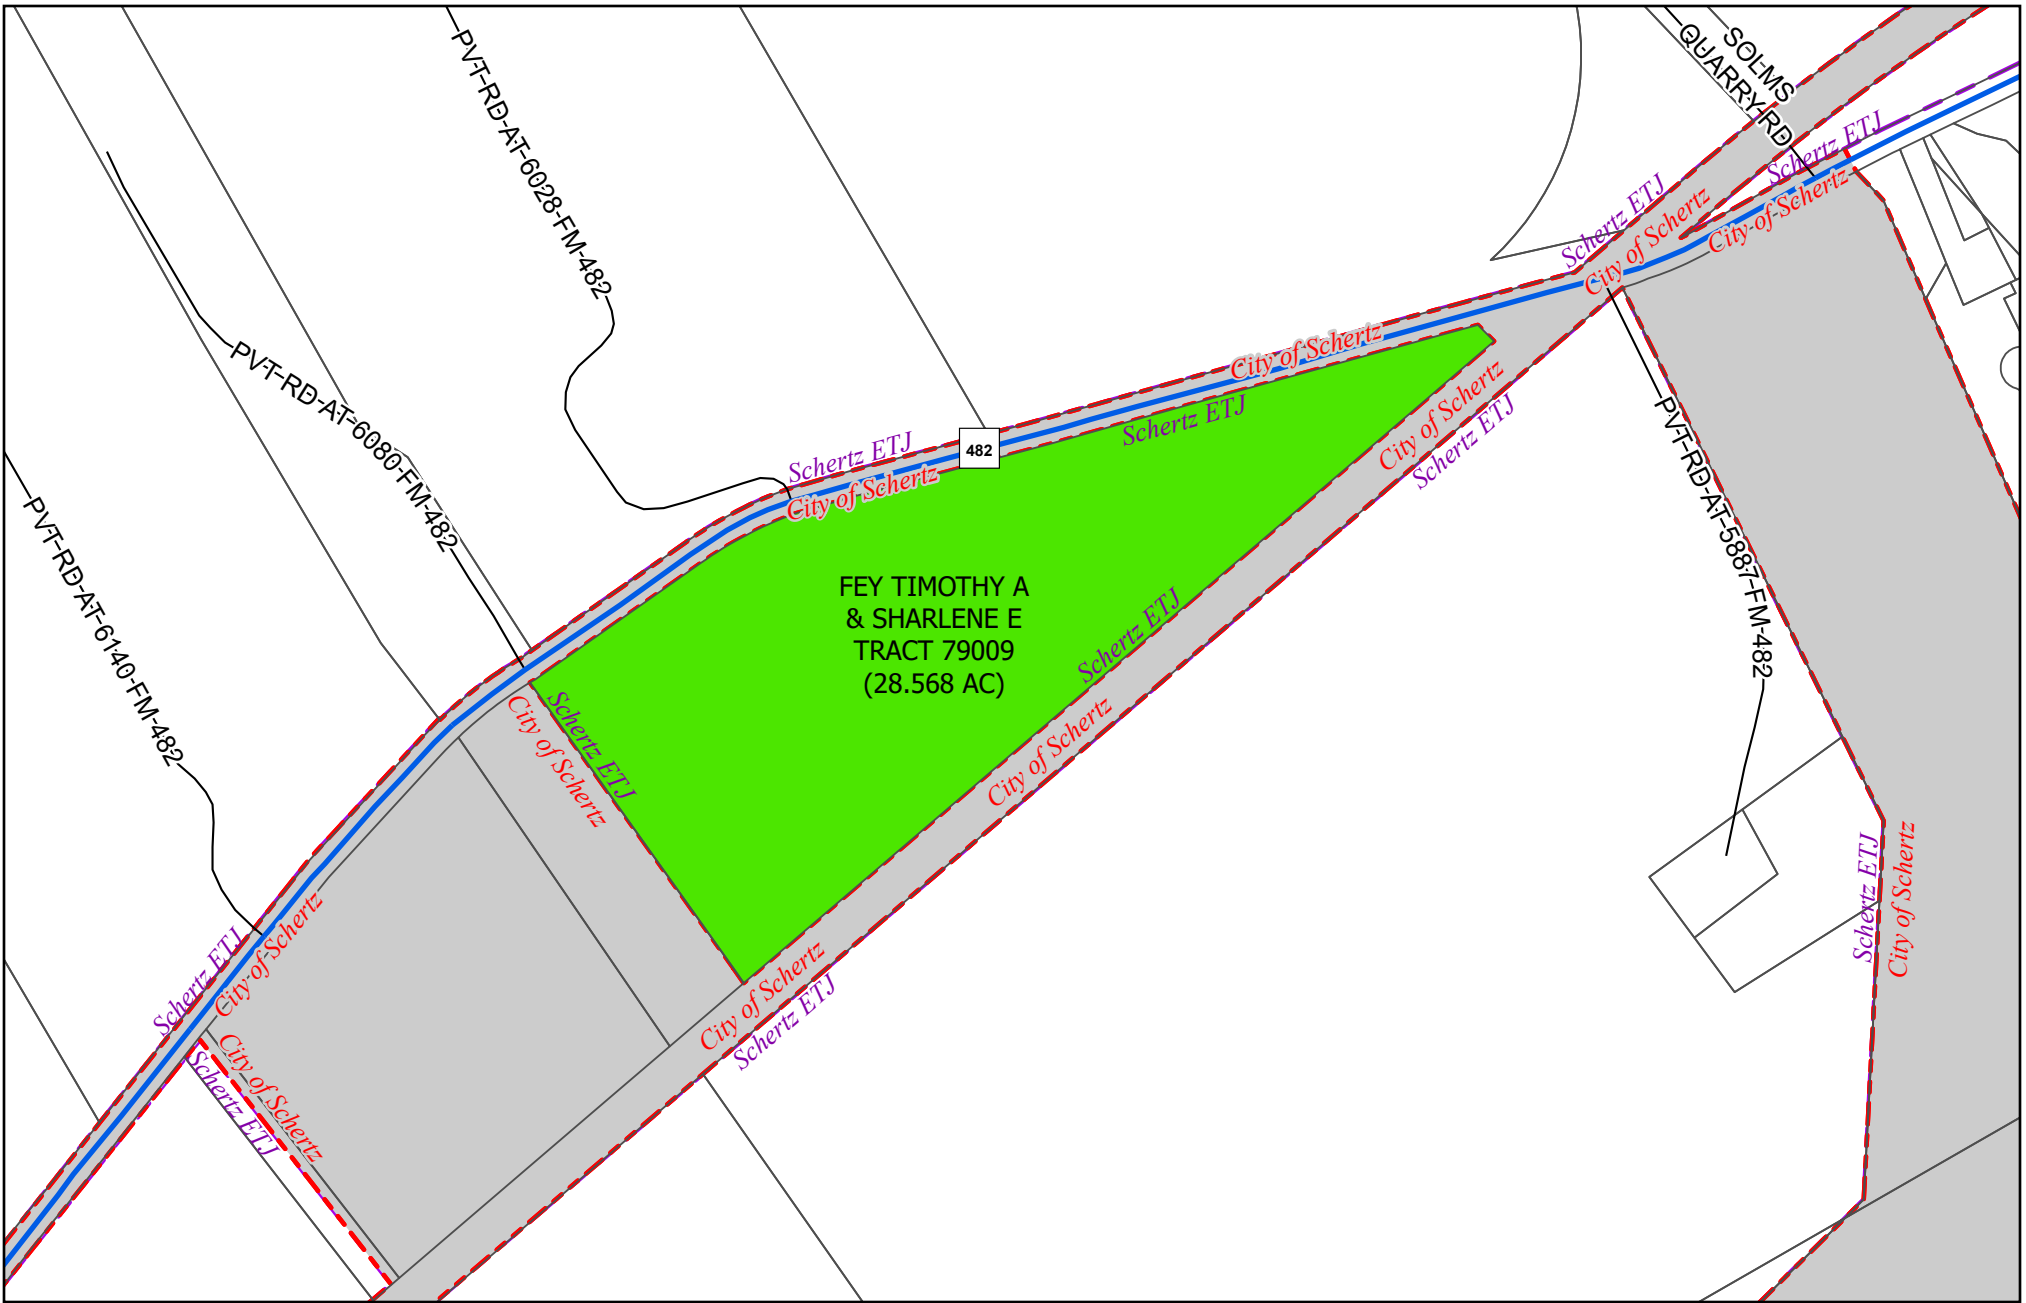 SOLMS
QUARRY-RD
PVT-RD-AT-6028-FM-482
Schertz ETJ
City-of-Schertz
Schertz ETJ
City of Schertz
PVT-RD-AT-6080-FM-482
City of Schertz
Schertz ETJ
City of Schertz
Schertz ETJ
482
Schertz ETJ
City of Schertz
PVT-RD-AT-5887-FM-482
PVT-RD-AT-6140-FM-482
FEY TIMOTHY A
& SHARLENE E
TRACT 79009
(28.568 AC)
Schertz ETJ
Schertz ETJ
City of Schertz
City of Schertz
Schertz ETJ
City of Schertz
Schertz ETJ
City-of-Schertz
City of Schertz
Schertz ETJ
City of Schertz
Schertz ETJ